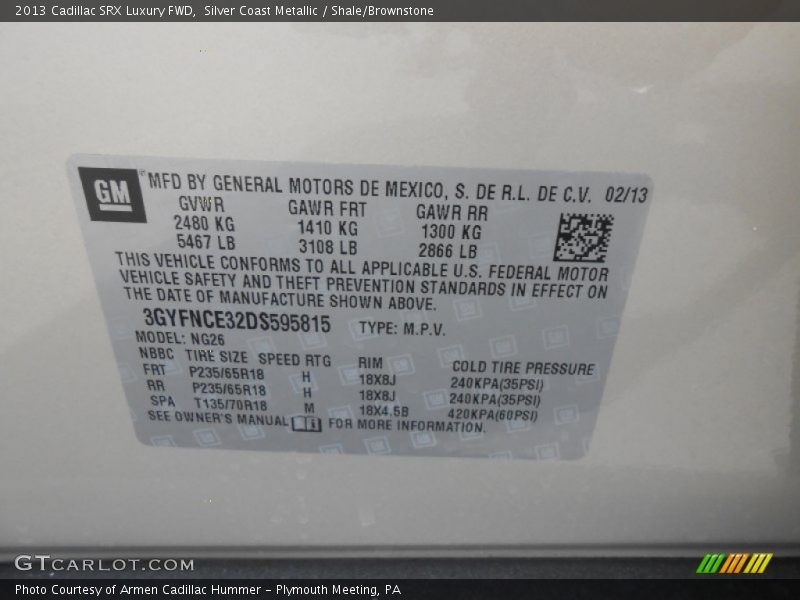 2013 Cadillac SRX Luxury FWD, Silver Coast Metallic / Shale/Brownstone
GM® MFD BY GENERAL MOTORS DE MEXICO, S. DE R.L. DE C.V. 02/13
GVWR GAWR FRT GAWR RR
2480 KG 1410 KG 1300 KG
5467 LB 3108 LB 2866 LB
THIS VEHICLE CONFORMS TO ALL APPLICABLE U.S. FEDERAL MOTOR
VEHICLE SAFETY AND THEFT PREVENTION STANDARDS IN EFFECT ON
THE DATE OF MANUFACTURE SHOWN ABOVE.
3GYFNCE32DS595815 TYPE: M.P.V.
MODEL: NG26
NBBC TIRE SIZE SPEED RTG RIM COLD TIRE PRESSURE
FRT P235/65R18 H 18X8J 240KPA(35PSI)
RR P235/65R18 H 18X8J 240KPA(35PSI)
SPA T135/70R18 M 18X4.5B 420KPA(60PSI)
SEE OWNER'S MANUAL FOR MORE INFORMATION.
GTCARLOT.COM
Photo Courtesy of Armen Cadillac Hummer - Plymouth Meeting, PA